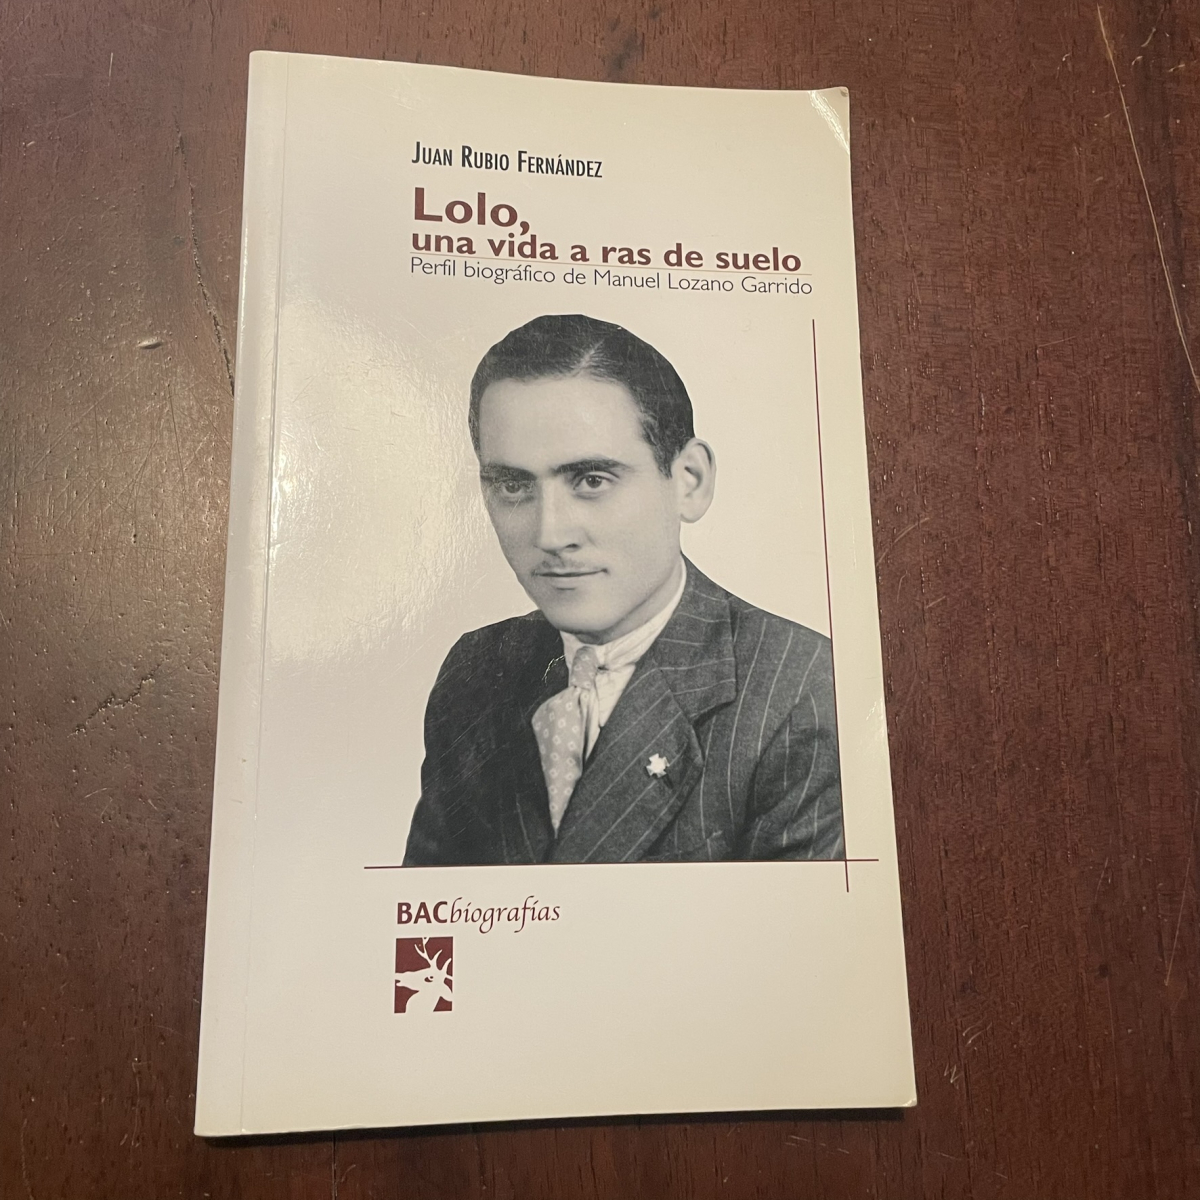 JUAN RUBIO FERNÁNDEZ
Lolo,
una vida a ras de suelo
Perfil biográfico de Manuel Lozano Garrido
BACbiografías